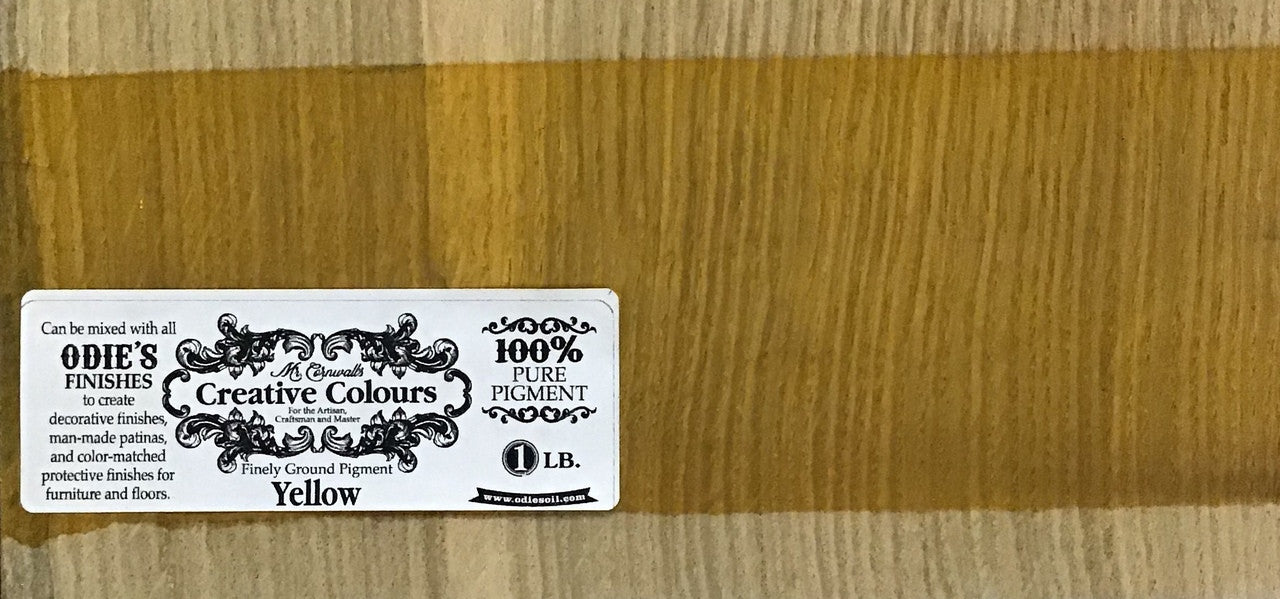 Can be mixed with all
ODIE'S
FINISHES
to create
decorative finishes,
man-made patinas,
and color-matched
protective finishes for
furniture and floors.
Mr. Cornwall's
Creative Colours
For the Artisan,
Craftsman and Master
Finely Ground Pigment
Yellow
100%
PURE
PIGMENT
1 LB.
www.odiesoil.com